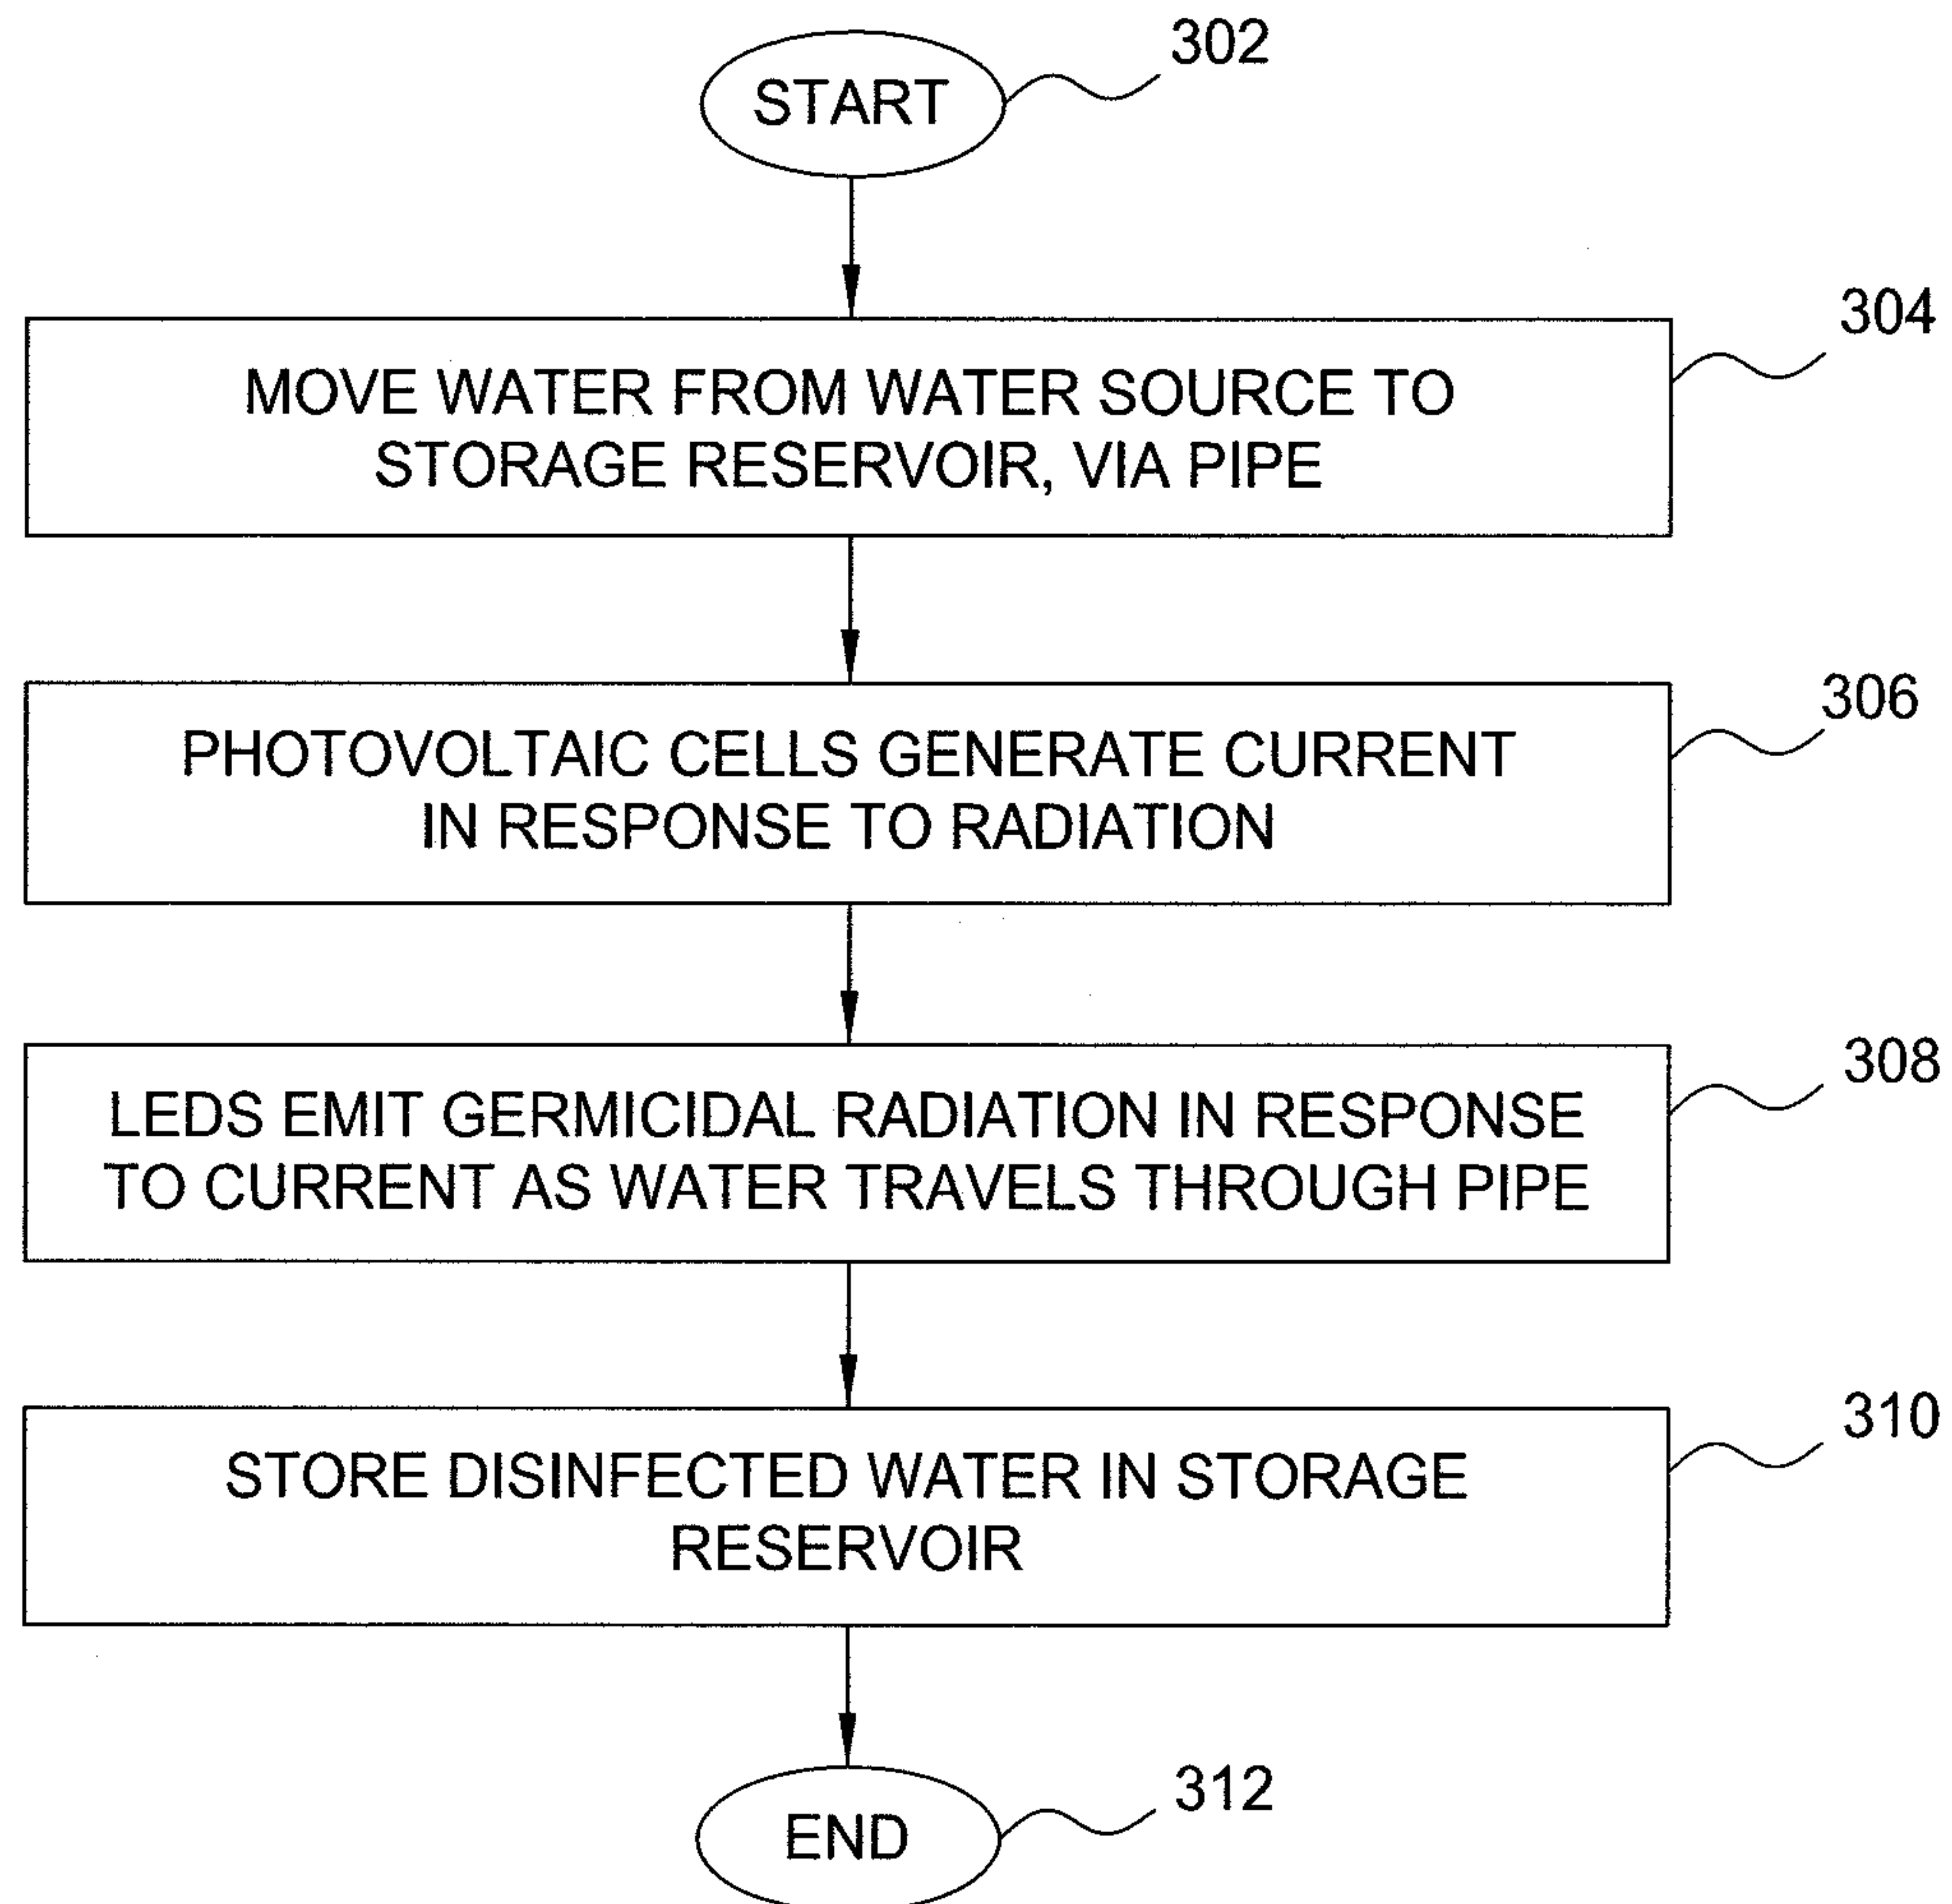 START
302
MOVE WATER FROM WATER SOURCE TO
STORAGE RESERVOIR, VIA PIPE
304
PHOTOVOLTAIC CELLS GENERATE CURRENT
IN RESPONSE TO RADIATION
306
LEDS EMIT GERMICIDAL RADIATION IN RESPONSE
TO CURRENT AS WATER TRAVELS THROUGH PIPE
308
STORE DISINFECTED WATER IN STORAGE
RESERVOIR
310
END
312